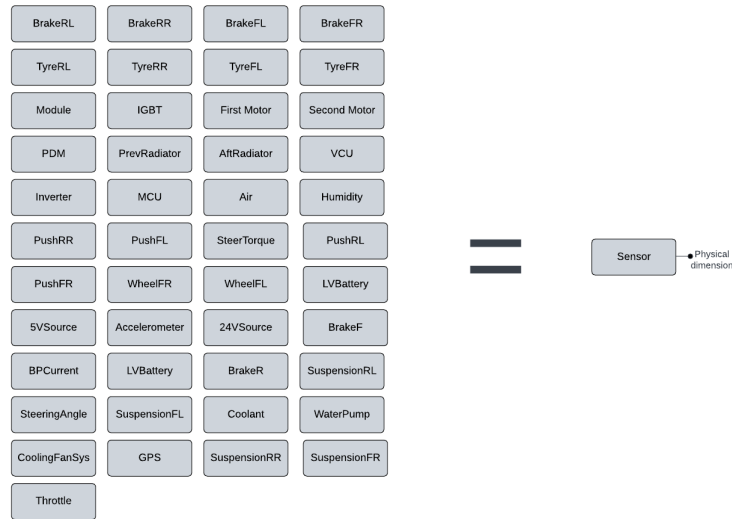 BrakeRL BrakeRR BrakeFL BrakeFR
TyreRL TyreRR TyreFL TyreFR
Module IGBT First Motor Second Motor
PDM PrevRadiator AftRadiator VCU
Inverter MCU Air Humidity
PushRR PushFL SteerTorque PushRL
PushFR WheelFR WheelFL LVBattery
5VSource Accelerometer 24VSource BrakeF
BPCurrent LVBattery BrakeR SuspensionRL
SteeringAngle SuspensionFL Coolant WaterPump
CoolingFanSys GPS SuspensionRR SuspensionFR
Throttle
Sensor
Physical
dimension